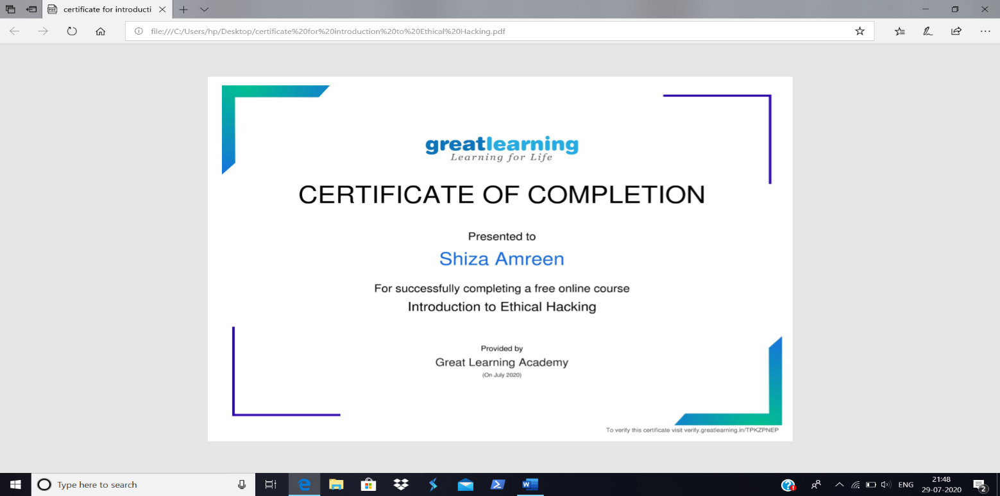 certificate for introducti
file:///C:/Users/hp/Desktop/certificate%20for%20introduction%20to%20Ethical%20Hacking.pdf
greatlearning
Learning for Life
CERTIFICATE OF COMPLETION
Presented to
Shiza Amreen
For successfully completing a free online course
Introduction to Ethical Hacking
Provided by
Great Learning Academy
(On July 2020)
To verify this certificate visit verify.greatlearning.in/TPKZPNEP
Type here to search
ENG
21:48
29-07-2020
2